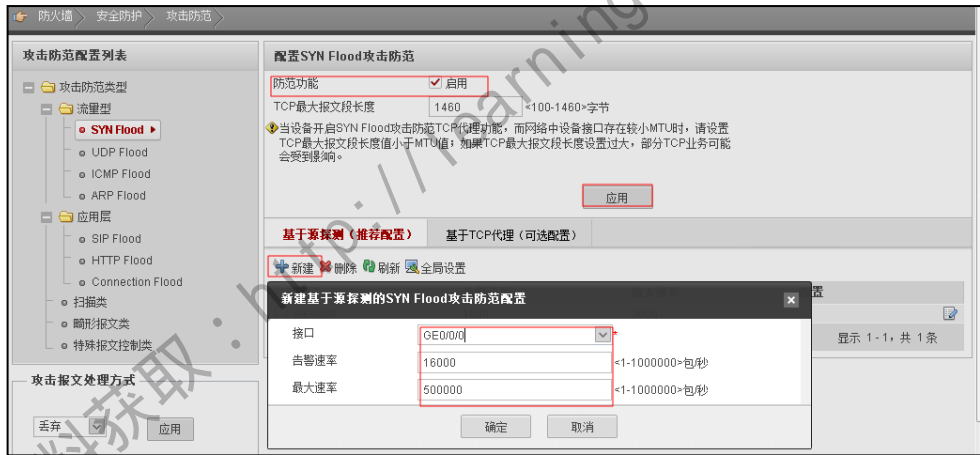 防火墙 安全防护 攻击防范
攻击防范配置列表
攻击防范类型
流量型
SYN Flood
UDP Flood
ICMP Flood
ARP Flood
应用层
SIP Flood
HTTP Flood
Connection Flood
扫描类
畸形报文类
特殊报文控制类
攻击报文处理方式
丢弃 应用
配置SYN Flood攻击防范
防范功能 启用
TCP最大报文段长度 1460 <100-1460>字节
当设备开启SYN Flood攻击防范TCP代理功能,而网络中设备接口存在较小MTU时,请设置
TCP最大报文段长度值小于MTU值;如果TCP最大报文段长度设置过大,部分TCP业务可能
会受到影响。
应用
基于源探测(推荐配置) 基于TCP代理(可选配置)
新建 删除 刷新 全局设置
置
显示 1-1,共 1 条
新建基于源探测的SYN Flood攻击防范配置
接口 GE0/0/0 *
告警速率 16000 <1-1000000>包/秒
最大速率 500000 <1-1000000>包/秒
确定 取消
料获取:http://learning